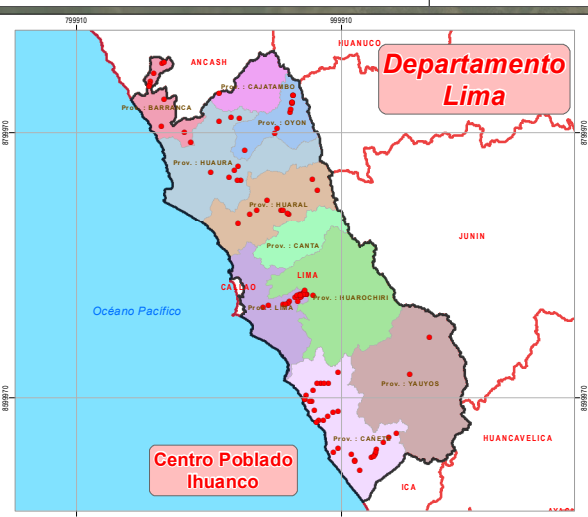 799910
799910
HUANUCO
ANCASH
Departamento
Lima
Prov. : CAJATAMBO
Prov. : BARRANCA
Prov. : OYON
8799970
8799970
Prov. : HUAURA
Prov. : HUARAL
JUNIN
Prov. : CANTA
LIMA
CALLAO
Prov. : HUAROCHIRI
Prov. : LIMA
Océano Pacífico
Prov. : YAUYOS
8599970
8599970
Prov. : CAÑETE
HUANCAVELICA
Centro Poblado
Ihuanco
ICA